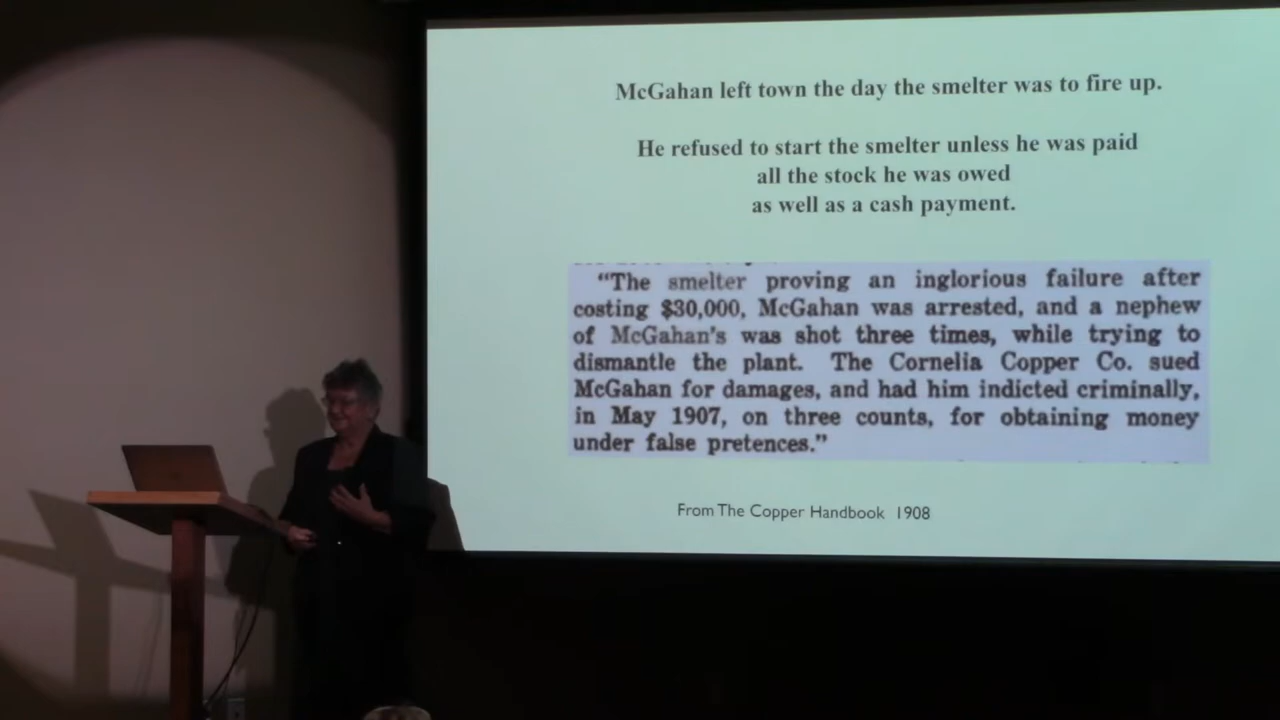 McGahan left town the day the smelter was to fire up.
He refused to start the smelter unless he was paid
all the stock he was owed
as well as a cash payment.
“The smelter proving an inglorious failure after
costing $30,000, McGahan was arrested, and a nephew
of McGahan’s was shot three times, while trying to
dismantle the plant. The Cornelia Copper Co. sued
McGahan for damages, and had him indicted criminally,
in May 1907, on three counts, for obtaining money
under false pretences.”
From The Copper Handbook 1908